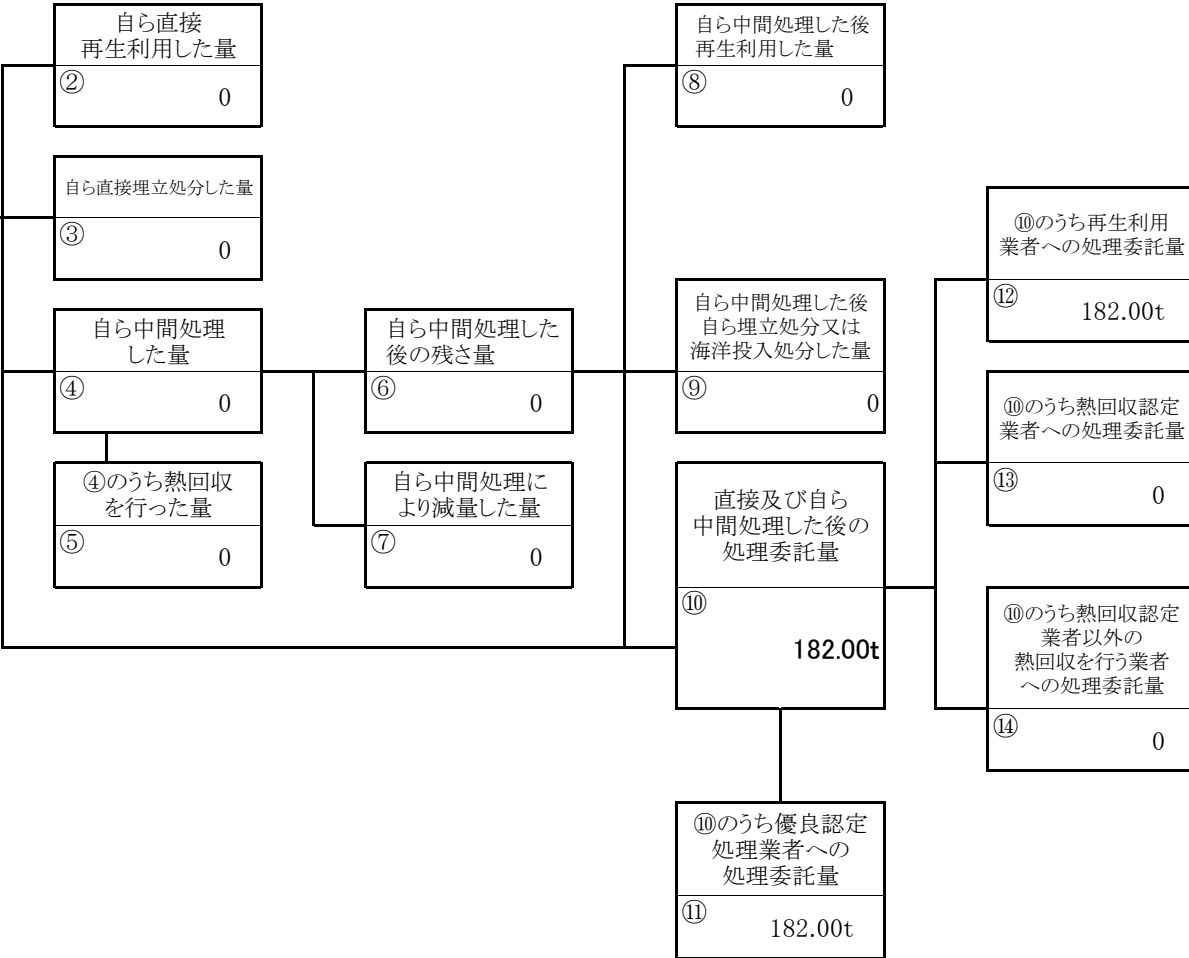 自ら直接
再生利用した量
②
0
自ら直接埋立処分した量
③
0
自ら中間処理
した量
④
0
④のうち熱回収
を行った量
⑤
0
自ら中間処理した
後の残さ量
⑥
0
自ら中間処理に
より減量した量
⑦
0
自ら中間処理した後
再生利用した量
⑧
0
自ら中間処理した後
自ら埋立処分又は
海洋投入処分した量
⑨
0
直接及び自ら
中間処理した後の
処理委託量
⑩
182.00t
⑩のうち優良認定
処理業者への
処理委託量
⑪
182.00t
⑩のうち再生利用
業者への処理委託量
⑫
182.00t
⑩のうち熱回収認定
業者への処理委託量
⑬
0
⑩のうち熱回収認定
業者以外の
熱回収を行う業者
への処理委託量
⑭
0